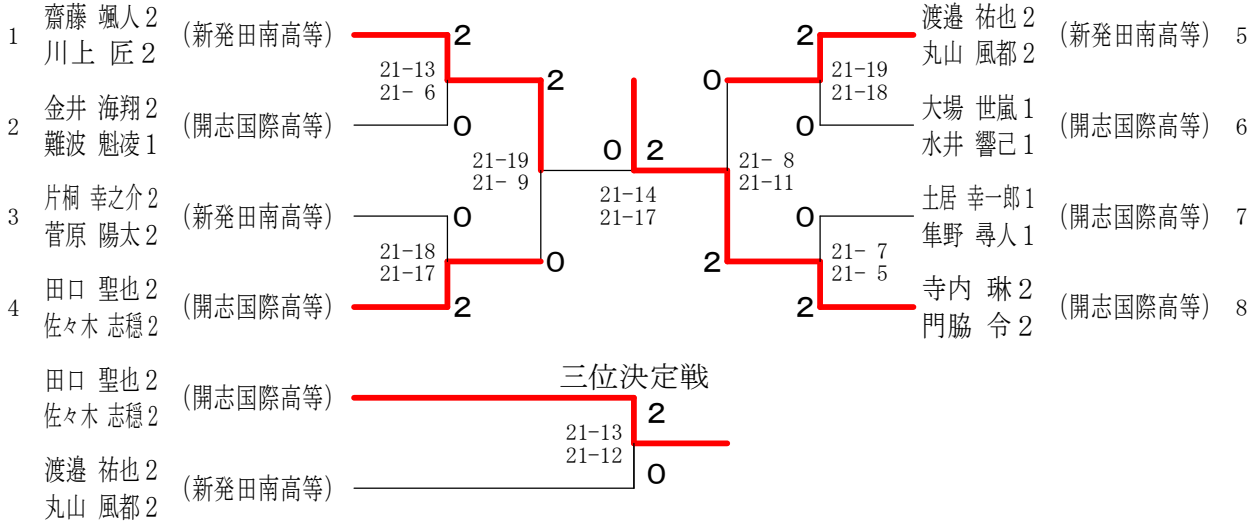 1 齋藤 颯人2 (新発田南高等)
川上 匠2
2
21-13
21- 6
2
金井 海翔2
2 (開志国際高等)
難波 魁凌1
0
21-19
21- 9
片桐 幸之介2
3 (新発田南高等)
菅原 陽太2
0
21-18
21-17
0
田口 聖也2
4 (開志国際高等)
佐々木 志穏2
2
0 2
21-14
21-17
渡邉 祐也2
(新発田南高等) 5
丸山 風都2
2
21-19
21-18
0
大場 世嵐1
(開志国際高等) 6
水井 響己1
0
21- 8
21-11
土居 幸一郎1
(開志国際高等) 7
隼野 尋人1
0
21- 7
21- 5
2
寺内 琳2
(開志国際高等) 8
門脇 令2
2
三位決定戦
田口 聖也2
(開志国際高等)
佐々木 志穏2
2
21-13
21-12
0
渡邉 祐也2
(新発田南高等)
丸山 風都2